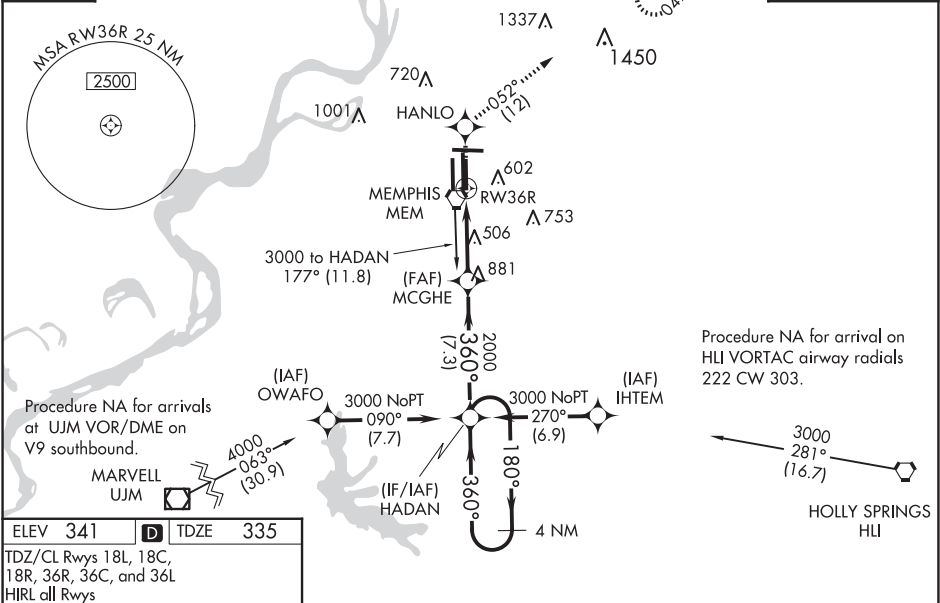 MSA RW36R 25 NM
2500
1337
1450
720
1001
HANLO
052°
(12)
602
MEMPHIS
MEM
RW36R
753
506
3000 to HADAN
177° (11.8)
881
(FAF)
MCGHE
2000
360°
(7.3)
Procedure NA for arrival on
HLI VORTAC airway radials
222 CW 303.
(IAF)
OWAFO
3000 NoPT
090°
(7.7)
3000 NoPT
270°
(6.9)
(IAF)
IHTEM
Procedure NA for arrivals
at UJM VOR/DME on
V9 southbound.
4000
063°
(30.9)
MARVELL
UJM
(IF/IAF)
HADAN
360°
180°
4 NM
3000
281°
(16.7)
HOLLY SPRINGS
HLI
ELEV 341
D
TDZE 335
TDZ/CL Rwys 18L, 18C,
18R, 36R, 36C, and 36L
HIRL all Rwys